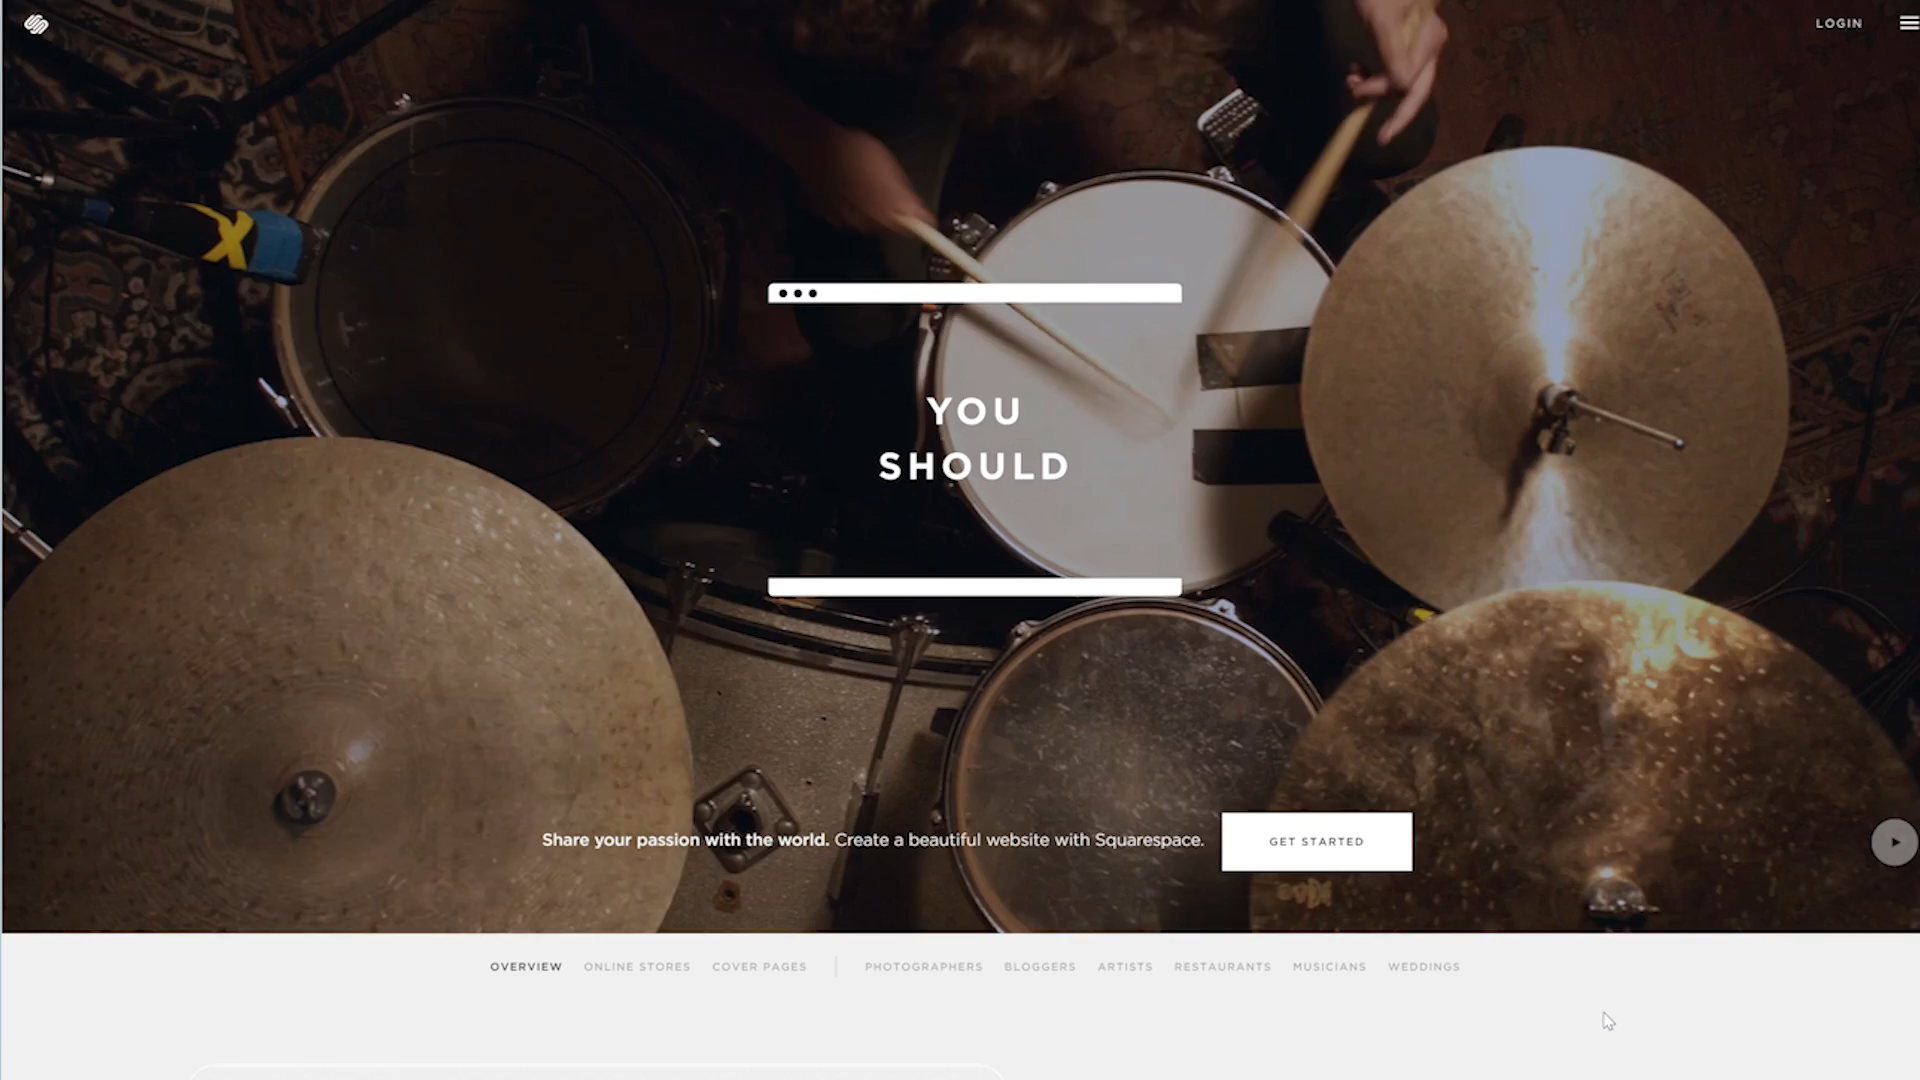 LOGIN
YOU
SHOULD
Share your passion with the world. Create a beautiful website with Squarespace.
GET STARTED
OVERVIEW ONLINE STORES COVER PAGES PHOTOGRAPHERS BLOGGERS ARTISTS RESTAURANTS MUSICIANS WEDDINGS